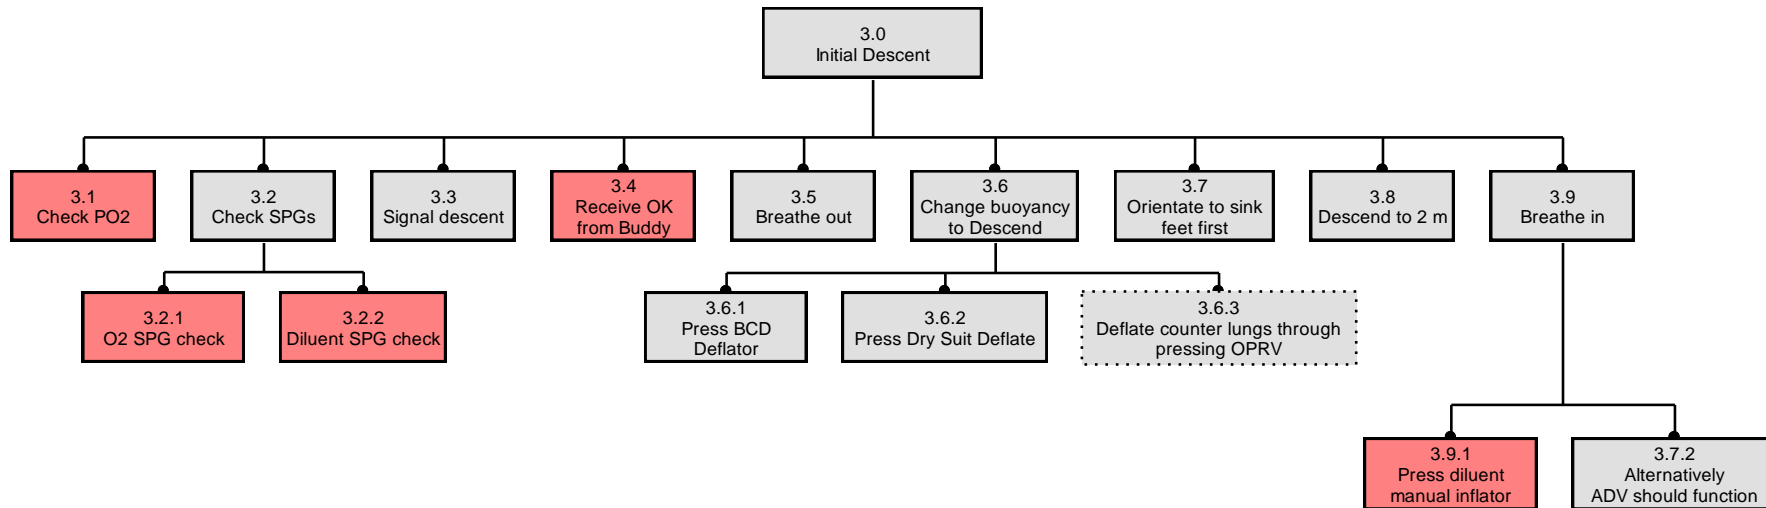 3.0
Initial Descent
3.1
Check PO2
3.2
Check SPGs
3.3
Signal descent
3.4
Receive OK
from Buddy
3.5
Breathe out
3.6
Change buoyancy
to Descend
3.7
Orientate to sink
feet first
3.8
Descend to 2 m
3.9
Breathe in
3.2.1
O2 SPG check
3.2.2
Diluent SPG check
3.6.1
Press BCD
Deflator
3.6.2
Press Dry Suit Deflate
3.6.3
Deflate counter lungs through
pressing OPRV
3.9.1
Press diluent
manual inflator
3.7.2
Alternatively
ADV should function